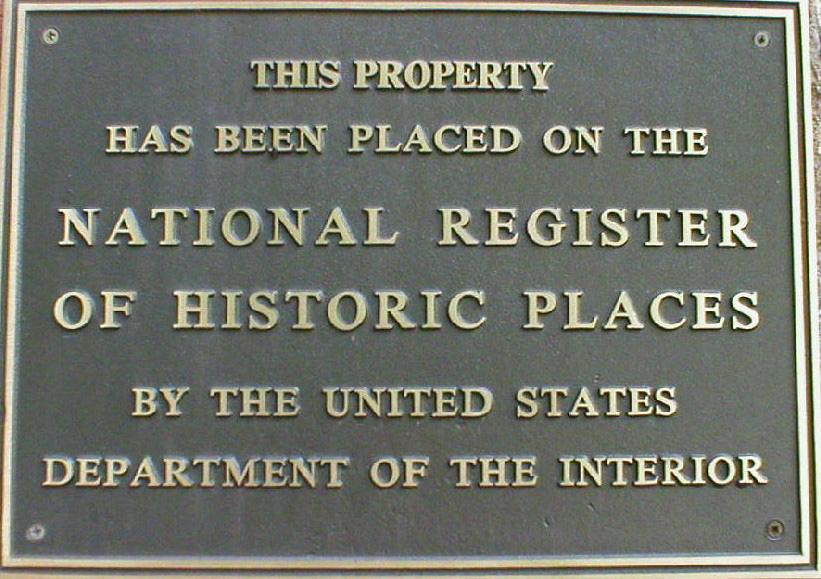 THIS PROPERTY
HAS BEEN PLACED ON THE
NATIONAL REGISTER
OF HISTORIC PLACES
BY THE UNITED STATES
DEPARTMENT OF THE INTERIOR